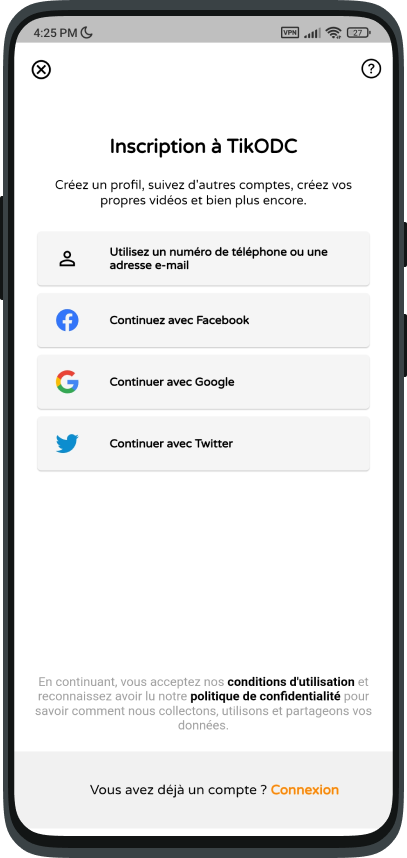 4:25 PM
VPN
27
Inscription à TikODC
Créez un profil, suivez d'autres comptes, créez vos
propres vidéos et bien plus encore.
Utilisez un numéro de téléphone ou une
adresse e-mail
Continuez avec Facebook
Continuer avec Google
Continuer avec Twitter
En continuant, vous acceptez nos conditions d'utilisation et
reconnaissez avoir lu notre politique de confidentialité pour
savoir comment nous collectons, utilisons et partageons vos
données.
Vous avez déjà un compte ? Connexion